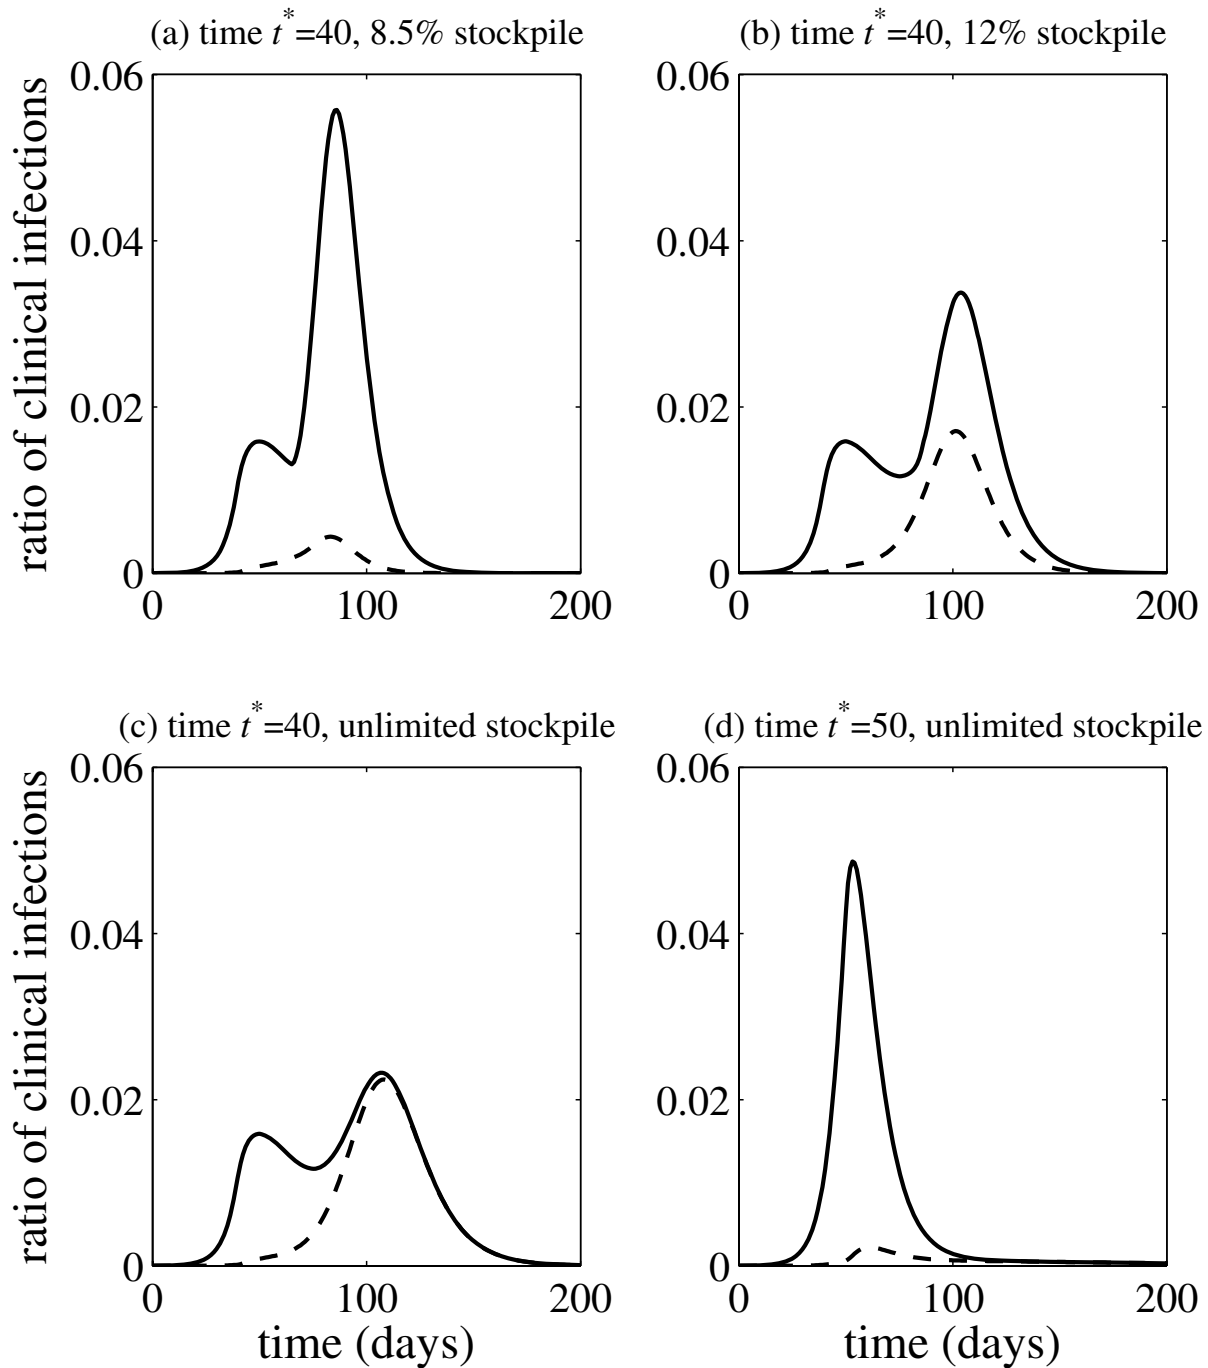 (a) time t*=40, 8.5% stockpile
0.06
0.04
0.02
0
0 100 200
ratio of clinical infections
(b) time t*=40, 12% stockpile
0.06
0.04
0.02
0
0 100 200
(c) time t*=40, unlimited stockpile
0.06
0.04
0.02
0
0 100 200
ratio of clinical infections
time (days)
(d) time t*=50, unlimited stockpile
0.06
0.04
0.02
0
0 100 200
time (days)